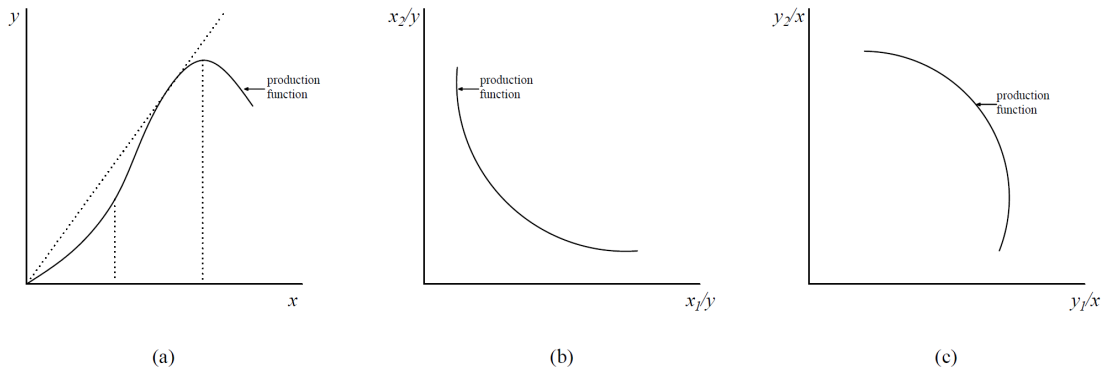 y
production
function
x
(a)
x2/y
production
function
x1/y
(b)
y2/x
production
function
y1/x
(c)